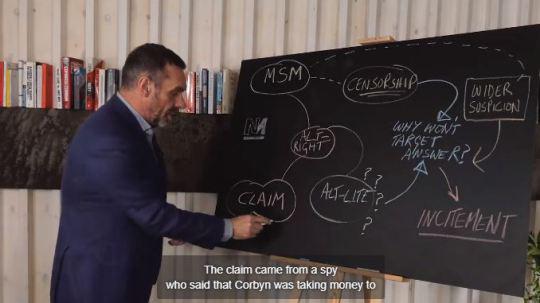 MSM
CENSORSHIP
WIDER
SUSPICION
ALT-
RIGHT
WHY WON'T
TARGET
ANSWER?
CLAIM
ALT-LITE
?
?
?
?
INCITEMENT
The claim came from a spy
who said that Corbyn was taking money to